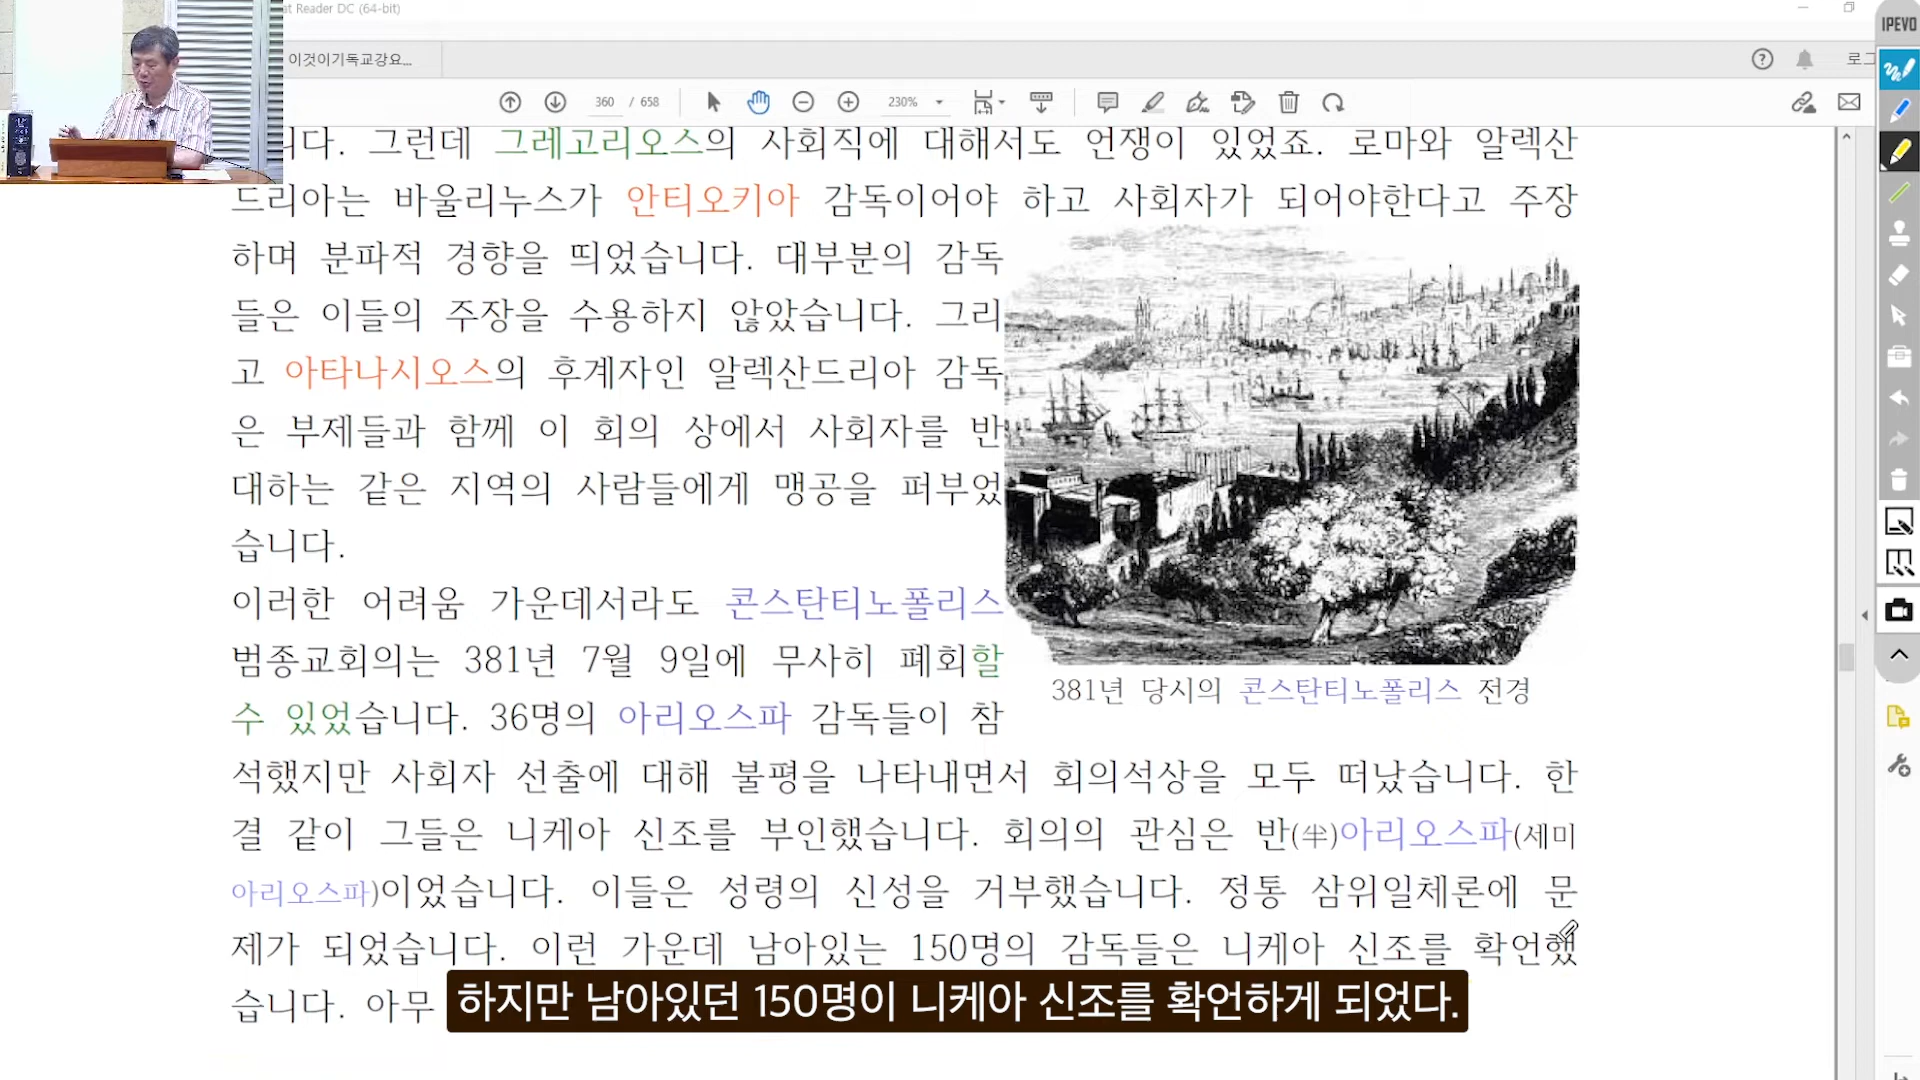 at Reader DC (64-bit)
이것이기독교강요...
로그
IPEVO
360 / 658
230%
니다. 그런데 그레고리오스의 사회직에 대해서도 언쟁이 있었죠. 로마와 알렉산
드리아는 바울리누스가 안티오키아 감독이어야 하고 사회자가 되어야한다고 주장
하며 분파적 경향을 띄었습니다. 대부분의 감독
들은 이들의 주장을 수용하지 않았습니다. 그리
고 아타나시오스의 후계자인 알렉산드리아 감독
은 부제들과 함께 이 회의 상에서 사회자를 반
대하는 같은 지역의 사람들에게 맹공을 퍼부었
습니다.
이러한 어려움 가운데서라도 콘스탄티노폴리스
범종교회의는 381년 7월 9일에 무사히 폐회할
수 있었습니다. 36명의 아리오스파 감독들이 참
381년 당시의 콘스탄티노폴리스 전경
석했지만 사회자 선출에 대해 불평을 나타내면서 회의석상을 모두 떠났습니다. 한
결 같이 그들은 니케아 신조를 부인했습니다. 회의의 관심은 반(半)아리오스파(세미
아리오스파)이었습니다. 이들은 성령의 신성을 거부했습니다. 정통 삼위일체론에 문
제가 되었습니다. 이런 가운데 남아있는 150명의 감독들은 니케아 신조를 확언했
습니다. 아무
하지만 남아있던 150명이 니케아 신조를 확언하게 되었다.